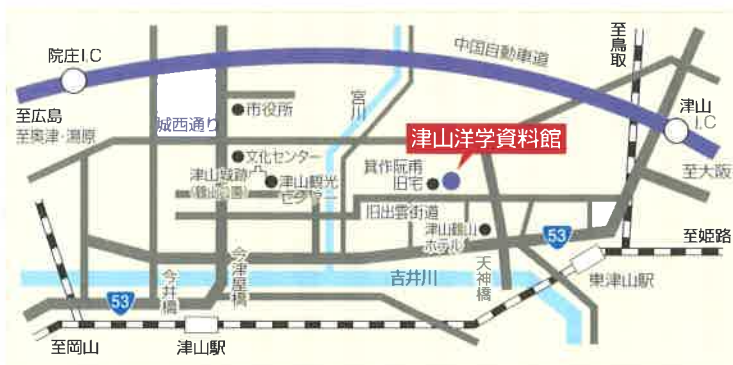 院庄I.C
中国自動車道
至鳥取
至広島
至奥津・湯原
城西通り
市役所
宮川
津山洋学資料館
津山
I.C
至大阪
文化センター
津山城跡
(鶴山公園)
津山観光
センター
箕作阮甫
旧宅
旧出雲街道
津山鶴山
ホテル
53
至姫路
今井橋
今津屋橋
吉井川
天神橋
東津山駅
53
至岡山
津山駅